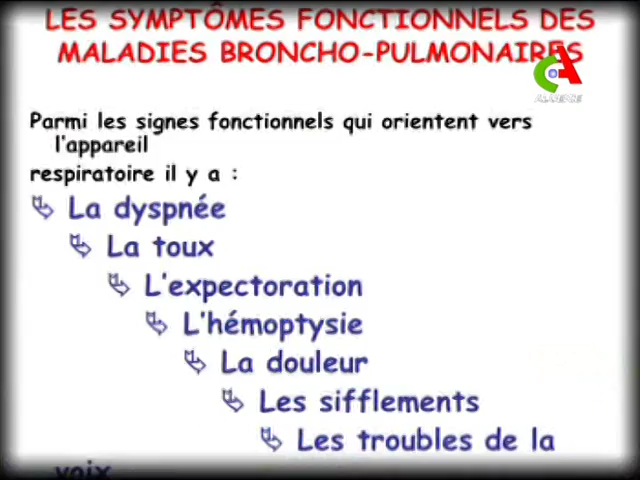 LES SYMPTÔMES FONCTIONNELS DES
MALADIES BRONCHO-PULMONAIRES
Parmi les signes fonctionnels qui orientent vers
l'appareil
respiratoire il y a :
La dyspnée
La toux
L'expectoration
L'hémoptysie
La douleur
Les sifflements
Les troubles de la
voix